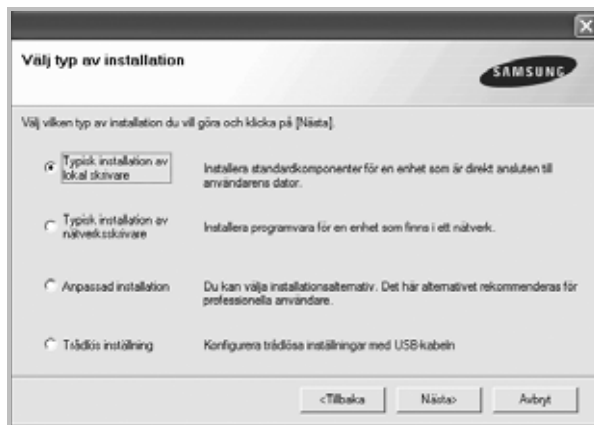 Välj typ av installation
SAMSUNG
Välj vilken typ av installation du vill göra och klicka på [Nästa].
Typisk installation av
lokal skrivare
Installera standardkomponenter för en enhet som är direkt ansluten till
användarens dator.
Typisk installation av
nätverksskrivare
Installera programvara för en enhet som finns i ett nätverk.
Anpassad installation
Du kan välja installationsalternativ. Det här alternativet rekommenderas för
professionella användare.
Trådlös inställning
Konfigurera trådlösa inställningar med USB-kabeln
<Tillbaka
Nästa>
Avbryt